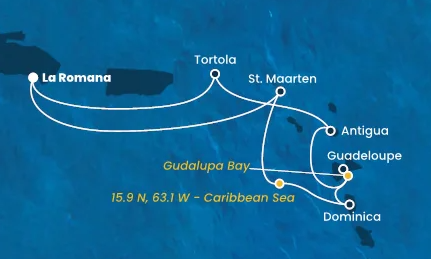 Tortola
La Romana
St. Maarten
Antigua
Guadeloupe
Gudalupa Bay
15.9 N, 63.1 W - Caribbean Sea
Dominica